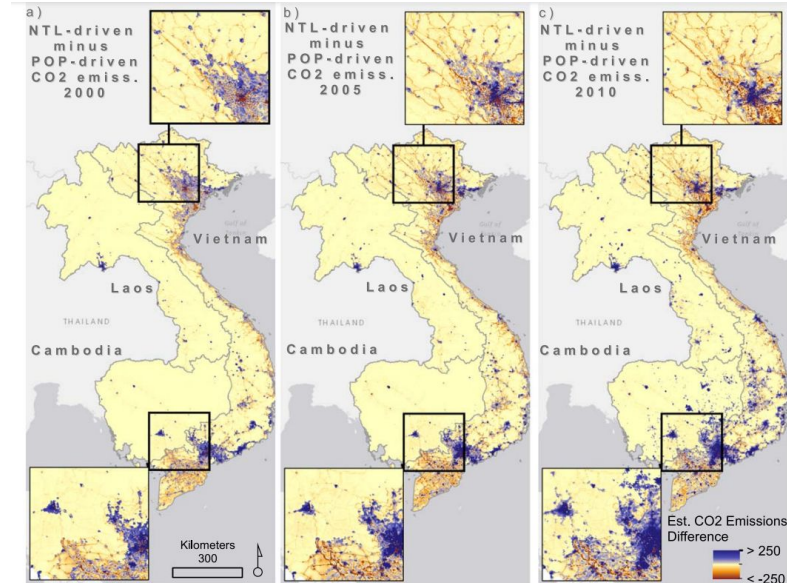 a)
NTL-driven
minus
POP-driven
CO2 emiss.
2000
Vietnam
Laos
THAILAND
Cambodia
Kilometers
300
b)
NTL-driven
minus
POP-driven
CO2 emiss.
2005
Vietnam
Laos
THAILAND
Cambodia
c)
NTL-driven
minus
POP-driven
CO2 emiss.
2010
Vietnam
Laos
THAILAND
Cambodia
Est. CO2 Emissions
Difference
> 250
< -250